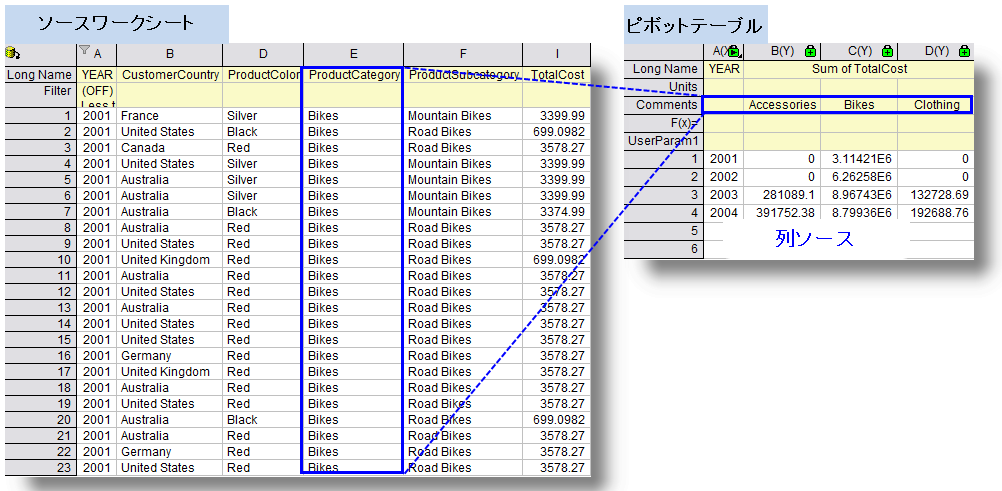 ソースワークシート
A B D E F I
Long Name YEAR CustomerCountry ProductColor ProductCategory ProductSubcategory TotalCost
Filter (OFF)
Less t
1 2001 France Silver Bikes Mountain Bikes 3399.99
2 2001 United States Black Bikes Road Bikes 699.0982
3 2001 Canada Red Bikes Road Bikes 3578.27
4 2001 United States Silver Bikes Mountain Bikes 3399.99
5 2001 Australia Silver Bikes Mountain Bikes 3399.99
6 2001 Australia Silver Bikes Mountain Bikes 3399.99
7 2001 Australia Black Bikes Mountain Bikes 3374.99
8 2001 Australia Red Bikes Road Bikes 3578.27
9 2001 United States Red Bikes Road Bikes 3578.27
10 2001 United Kingdom Red Bikes Road Bikes 699.0982
11 2001 Australia Red Bikes Road Bikes 3578.27
12 2001 United States Red Bikes Road Bikes 3578.27
13 2001 Australia Red Bikes Road Bikes 3578.27
14 2001 United States Red Bikes Road Bikes 3578.27
15 2001 United States Red Bikes Road Bikes 3578.27
16 2001 Germany Red Bikes Road Bikes 3578.27
17 2001 United Kingdom Red Bikes Road Bikes 3578.27
18 2001 Australia Red Bikes Road Bikes 3578.27
19 2001 United States Red Bikes Road Bikes 3578.27
20 2001 Australia Black Bikes Road Bikes 699.0982
21 2001 Australia Red Bikes Road Bikes 3578.27
22 2001 Germany Red Bikes Road Bikes 3578.27
23 2001 United States Red Bikes Road Bikes 3578.27
ピボットテーブル
A(X) B(Y) C(Y) D(Y)
Long Name YEAR Sum of TotalCost
Units
Comments Accessories Bikes Clothing
F(x)=
UserParam1
1 2001 0 3.11421E6 0
2 2002 0 6.26258E6 0
3 2003 281089.1 8.96743E6 132728.69
4 2004 391752.38 8.79936E6 192688.76
5
6
列ソース